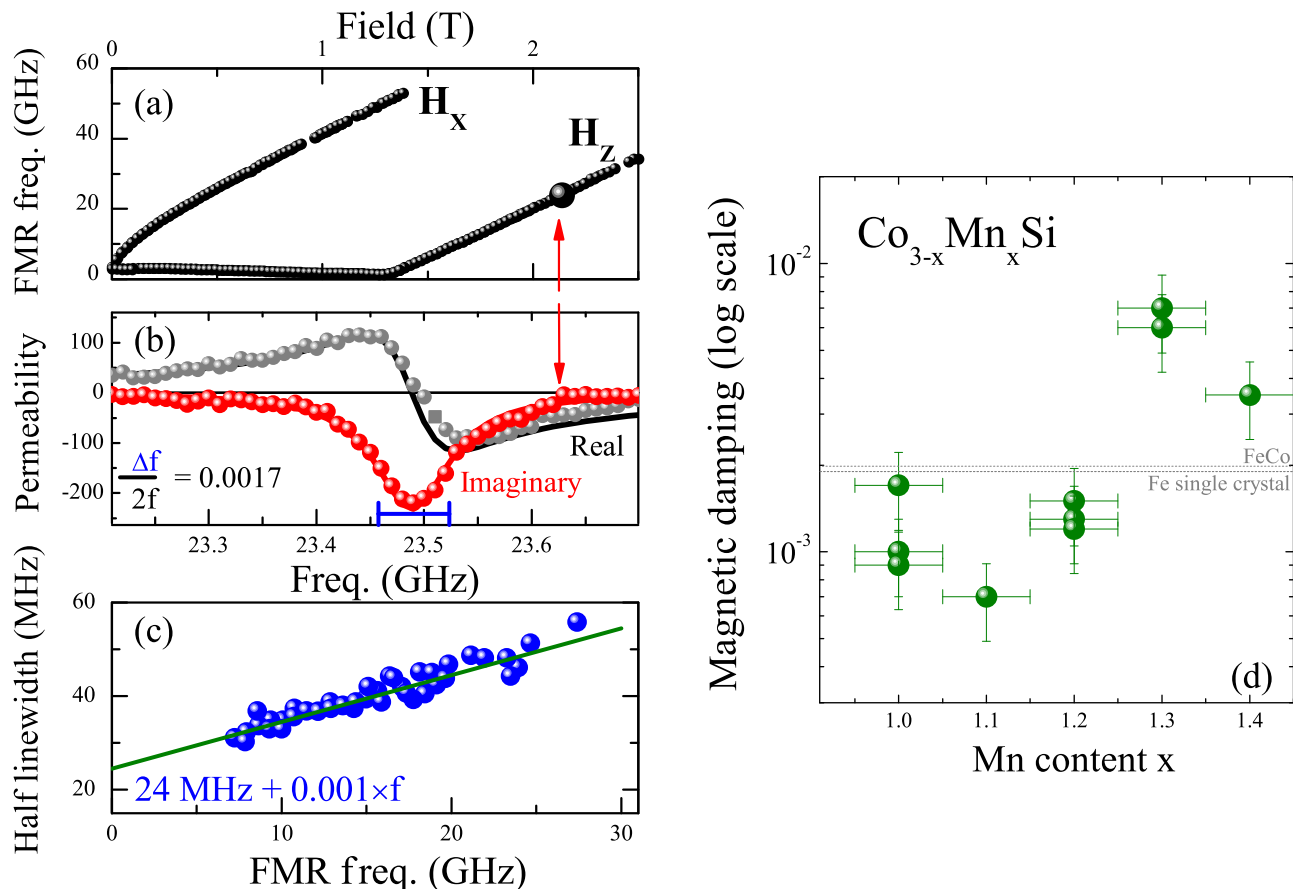 Field (T)
0 1 2
FMR freq. (GHz)
60
40
20
0
(a)
H_X
H_Z
Permeability
100
0
-100
-200
(b)
Real
Imaginary
Δf
2f
= 0.0017
23.3 23.4 23.5 23.6
Freq. (GHz)
Half linewidth (MHz)
60
40
20
(c)
24 MHz + 0.001×f
0 10 20 30
FMR freq. (GHz)
Magnetic damping (log scale)
10^-2
10^-3
Co_3-xMn_xSi
FeCo
Fe single crystal
(d)
1.0 1.1 1.2 1.3 1.4
Mn content x